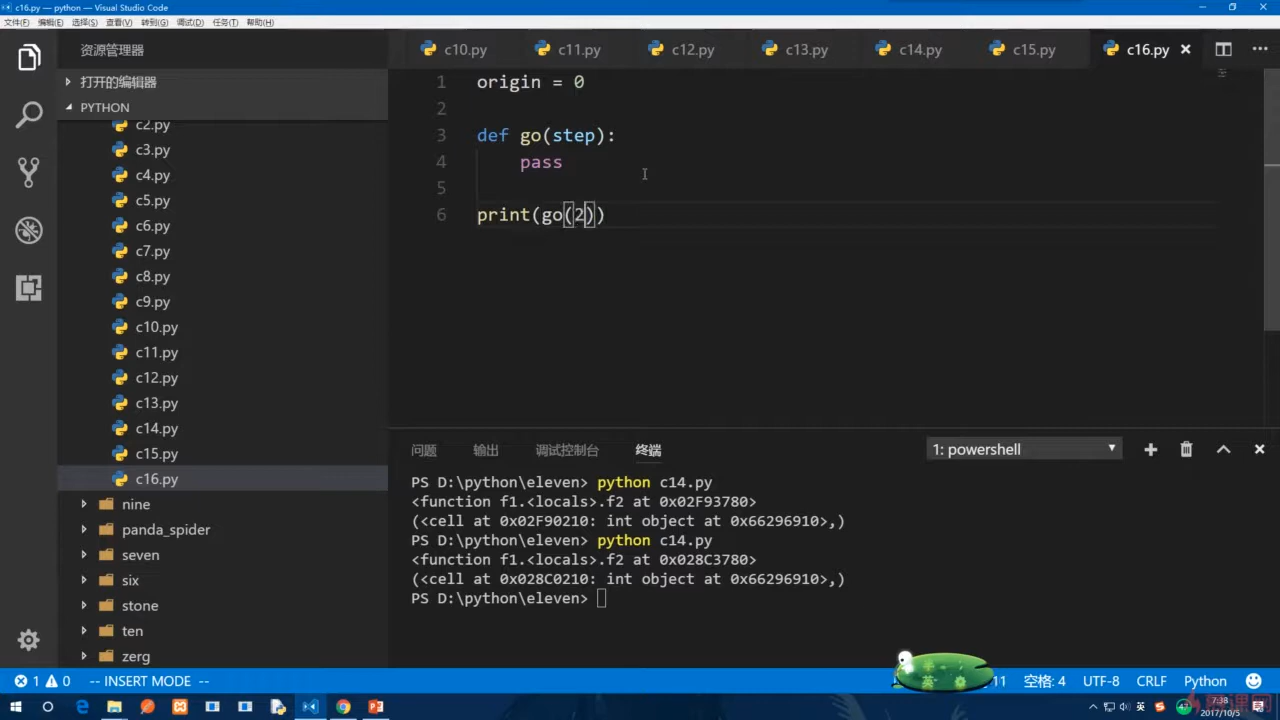 c16.py — python — Visual Studio Code
文件(F) 编辑(E) 选择(S) 查看(V) 转到(G) 调试(D) 任务(T) 帮助(H)
资源管理器
c10.py c11.py c12.py c13.py c14.py c15.py c16.py
打开的编辑器
PYTHON
c2.py
c3.py
c4.py
c5.py
c6.py
c7.py
c8.py
c9.py
c10.py
c11.py
c12.py
c13.py
c14.py
c15.py
c16.py
nine
panda_spider
seven
six
stone
ten
zerg
1 origin = 0
2
3 def go(step):
4 pass
5
6 print(go(2))
问题 输出 调试控制台 终端 1: powershell
PS D:\python\eleven> python c14.py
<function f1.<locals>.f2 at 0x02F93780>
(<cell at 0x02F90210: int object at 0x66296910>,)
PS D:\python\eleven> python c14.py
<function f1.<locals>.f2 at 0x028C3780>
(<cell at 0x028C0210: int object at 0x66296910>,)
PS D:\python\eleven>
1 0 -- INSERT MODE -- 11 空格: 4 UTF-8 CRLF Python
英
47 英 7:38
2017/10/5